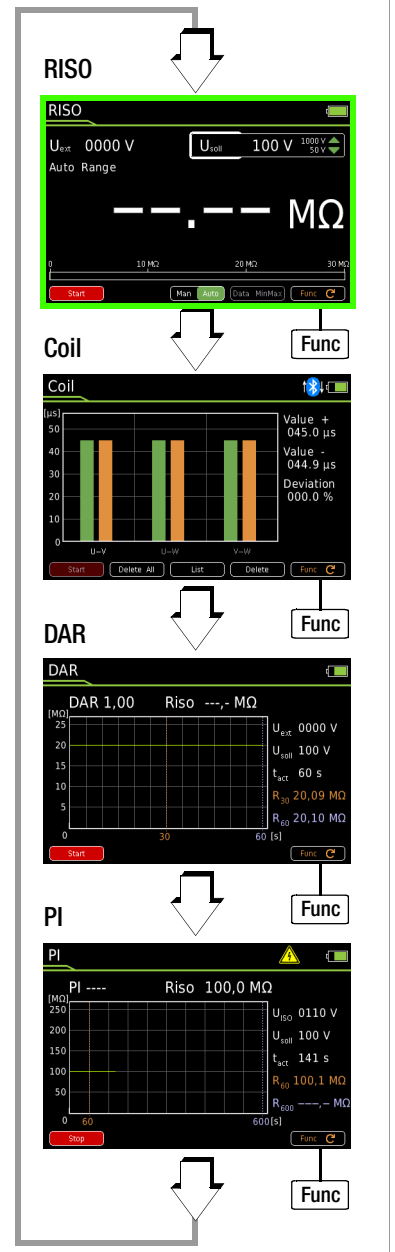 RISO
RISO
Uext 0000 V Usoll 100 V 1000 V 50 V
Auto Range
--.-- MΩ
0 10 MΩ 20 MΩ 30 MΩ
Start Man Auto Data MinMax Func
Func
Coil
Coil
[µs]
50
40
30
20
10
0
U-V U-W V-W
Value +
045.0 µs
Value -
044.9 µs
Deviation
000.0 %
Start Delete All List Delete Func
Func
DAR
DAR
DAR 1,00 Riso ---,- MΩ
[MΩ]
25
20
15
10
5
0 30 60 [s]
Uext 0000 V
Usoll 100 V
tact 60 s
R30 20,09 MΩ
R60 20,10 MΩ
Start Func
Func
PI
PI
PI ---- Riso 100,0 MΩ
[MΩ]
250
200
150
100
50
0 60 600 [s]
UISO 0110 V
Usoll 100 V
tact 141 s
R60 100,1 MΩ
R600 ---,- MΩ
Stop Func
Func